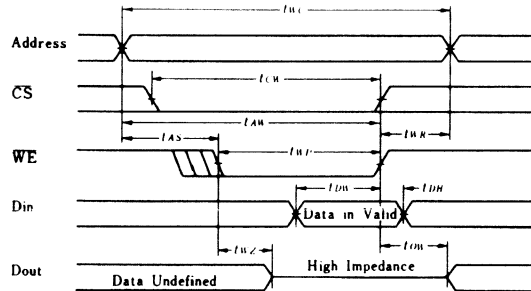 tWC
Address
tCW
CS
tAW
tAS
tWR
tWP
WE
tDW
tDH
Din
Data in Valid
tWZ
tOW
Dout
Data Undefined
High Impedance